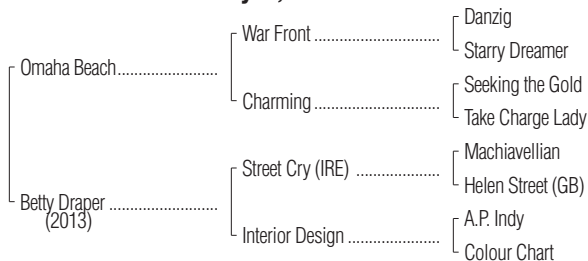 Omaha Beach......................
War Front ............................
Danzig
Starry Dreamer
Charming............................
Seeking the Gold
Take Charge Lady
Betty Draper ........................
(2013)
Street Cry (IRE) ..................
Machiavellian
Helen Street (GB)
Interior Design ....................
A.P. Indy
Colour Chart